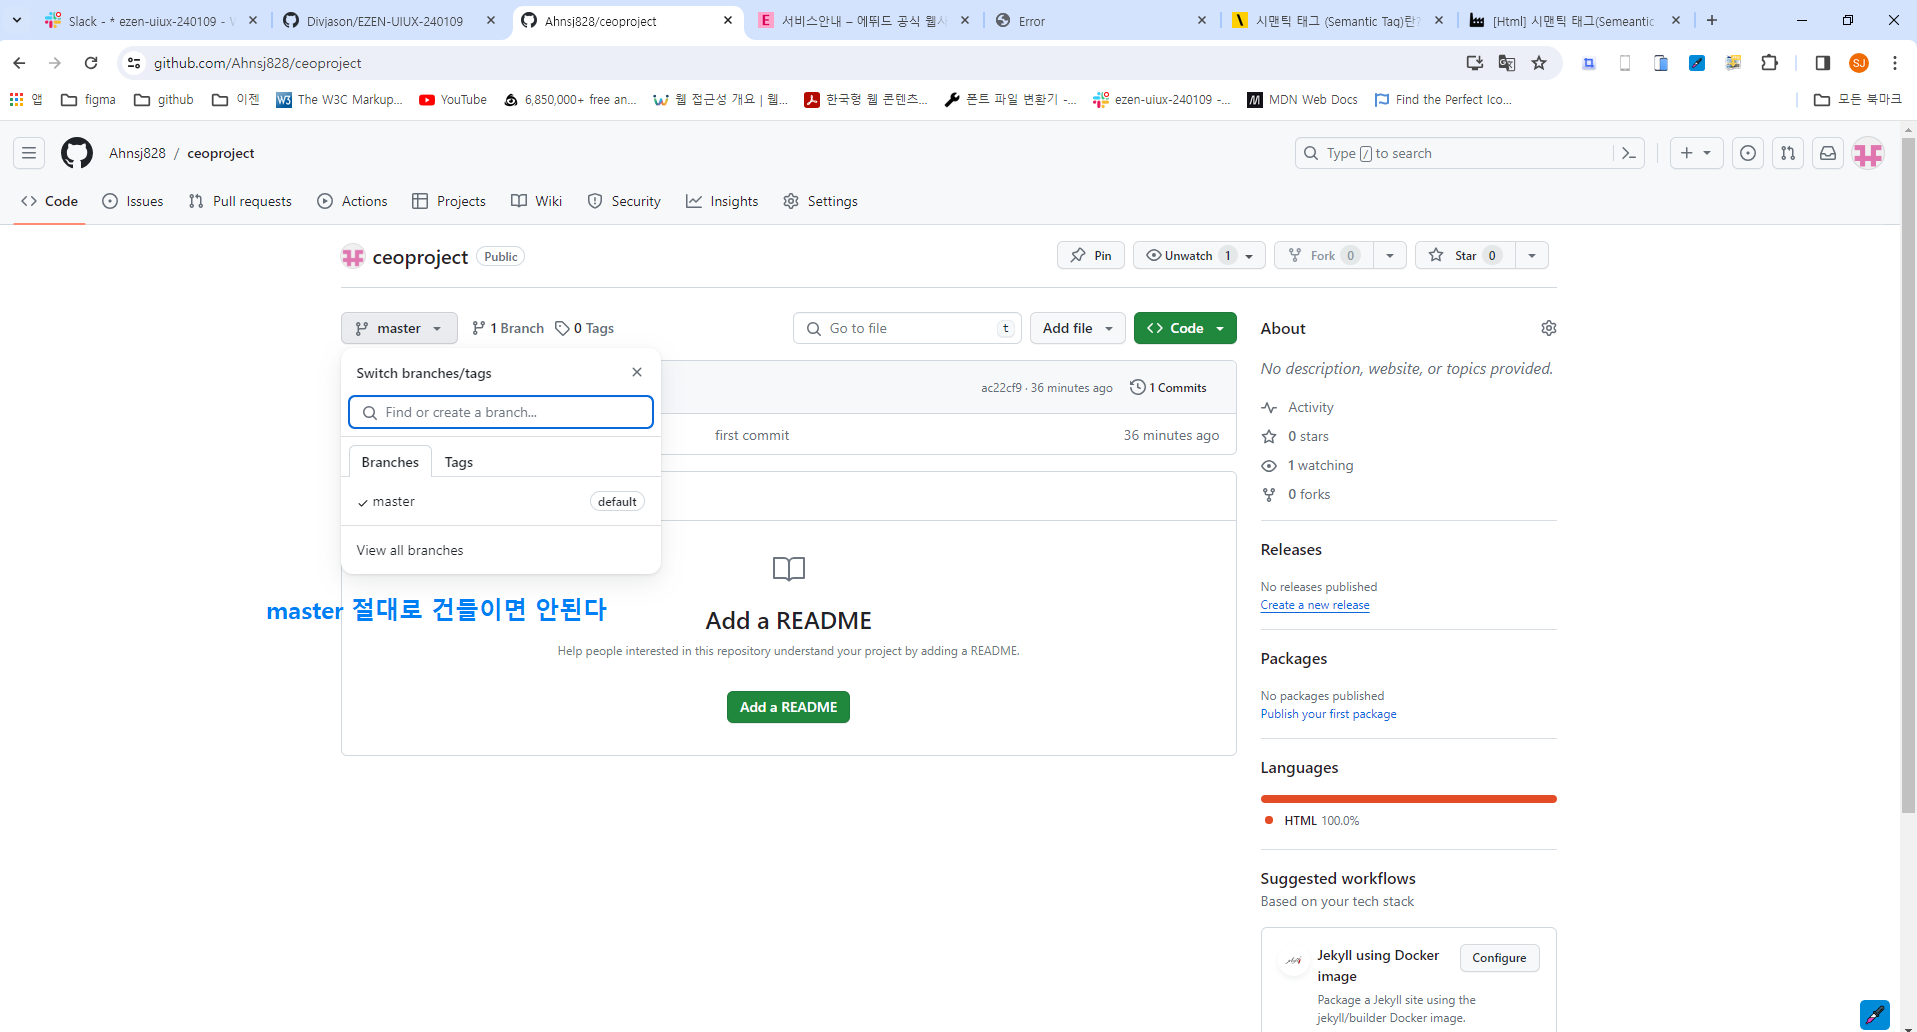 Slack - * ezen-uiux-240109 - W
Divjason/EZEN-UIUX-240109
Ahnsj828/ceoproject
서비스안내 – 에뛰드 공식 웹사
Error
시맨틱 태그 (Semantic Tag)란?
[Html] 시맨틱 태그(Semeantic
github.com/Ahnsj828/ceoproject
SJ
앱
figma
github
이젠
The W3C Markup...
YouTube
6,850,000+ free an...
웹 접근성 개요 | 웹...
한국형 웹 콘텐츠...
폰트 파일 변환기 -...
ezen-uiux-240109 -...
MDN Web Docs
Find the Perfect Ico...
모든 북마크
Ahnsj828 / ceoproject
Type / to search
Code
Issues
Pull requests
Actions
Projects
Wiki
Security
Insights
Settings
ceoproject Public
Pin
Unwatch 1
Fork 0
Star 0
master
1 Branch
0 Tags
Go to file t
Add file
Code
Switch branches/tags
Find or create a branch...
Branches
Tags
master default
View all branches
ac22cf9 · 36 minutes ago
1 Commits
first commit
36 minutes ago
master 절대로 건들이면 안된다
Add a README
Help people interested in this repository understand your project by adding a README.
Add a README
About
No description, website, or topics provided.
Activity
0 stars
1 watching
0 forks
Releases
No releases published
Create a new release
Packages
No packages published
Publish your first package
Languages
HTML 100.0%
Suggested workflows
Based on your tech stack
Jekyll using Docker
image
Configure
Package a Jekyll site using the
jekyll/builder Docker image.